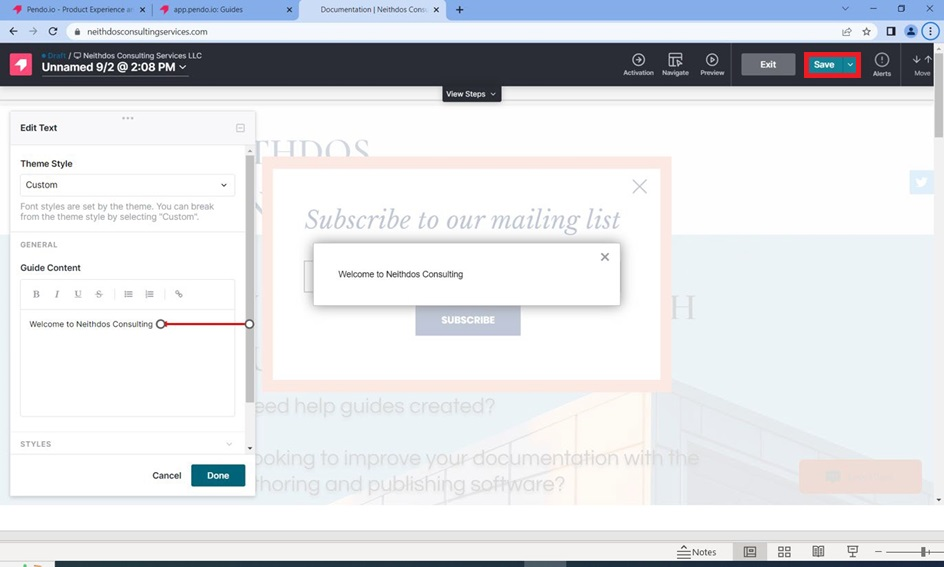 Pendo.io - Product Experience an
app.pendo.io: Guides
Documentation | Neithdos Consu
neithdosconsultingservices.com
Draft / Neithdos Consulting Services LLC
Unnamed 9/2 @ 2:08 PM
Activation
Navigate
Preview
Exit
Save
Alerts
Move
View Steps
Edit Text
Theme Style
Custom
Font styles are set by the theme. You can break
from the theme style by selecting "Custom".
GENERAL
Guide Content
B I U S
Welcome to Neithdos Consulting
STYLES
Cancel
Done
THDOS
Subscribe to our mailing list
Welcome to Neithdos Consulting
SUBSCRIBE
H
eed help guides created?
ooking to improve your documentation with the
thoring and publishing software?
Notes